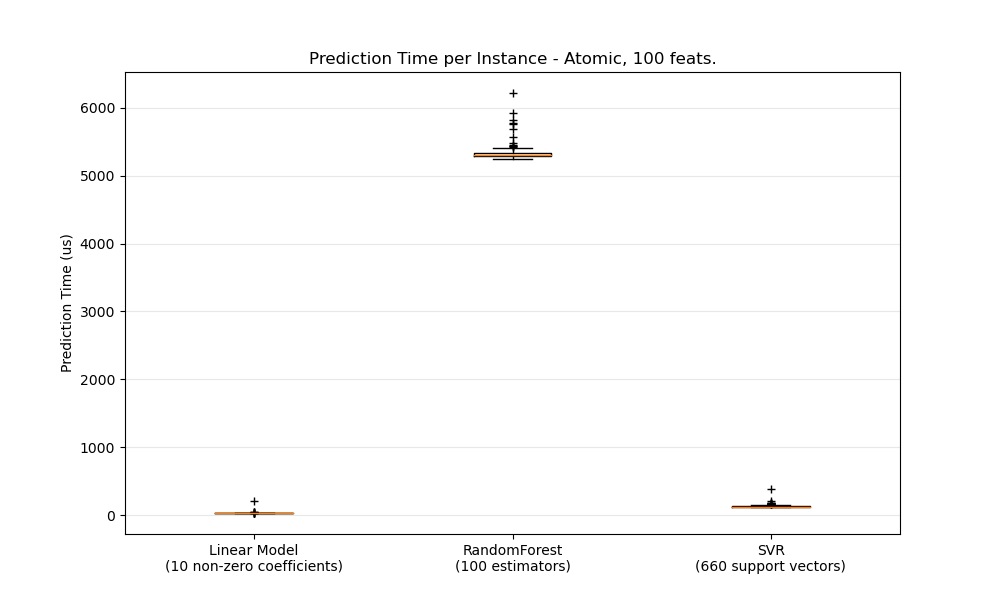 Prediction Time per Instance - Atomic, 100 feats.
Prediction Time (us)
6000
5000
4000
3000
2000
1000
0
Linear Model
(10 non-zero coefficients)
RandomForest
(100 estimators)
SVR
(660 support vectors)